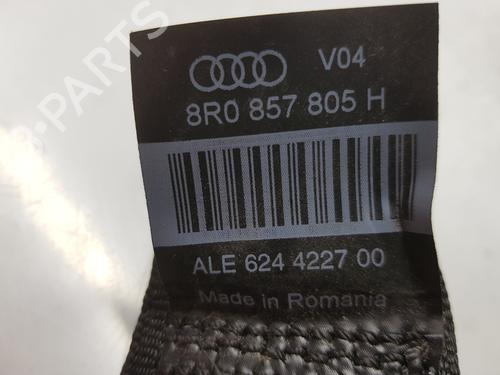 V04
8R0 857 805 H
ALE 624 4227 00
Made in Romania
B-PARTS